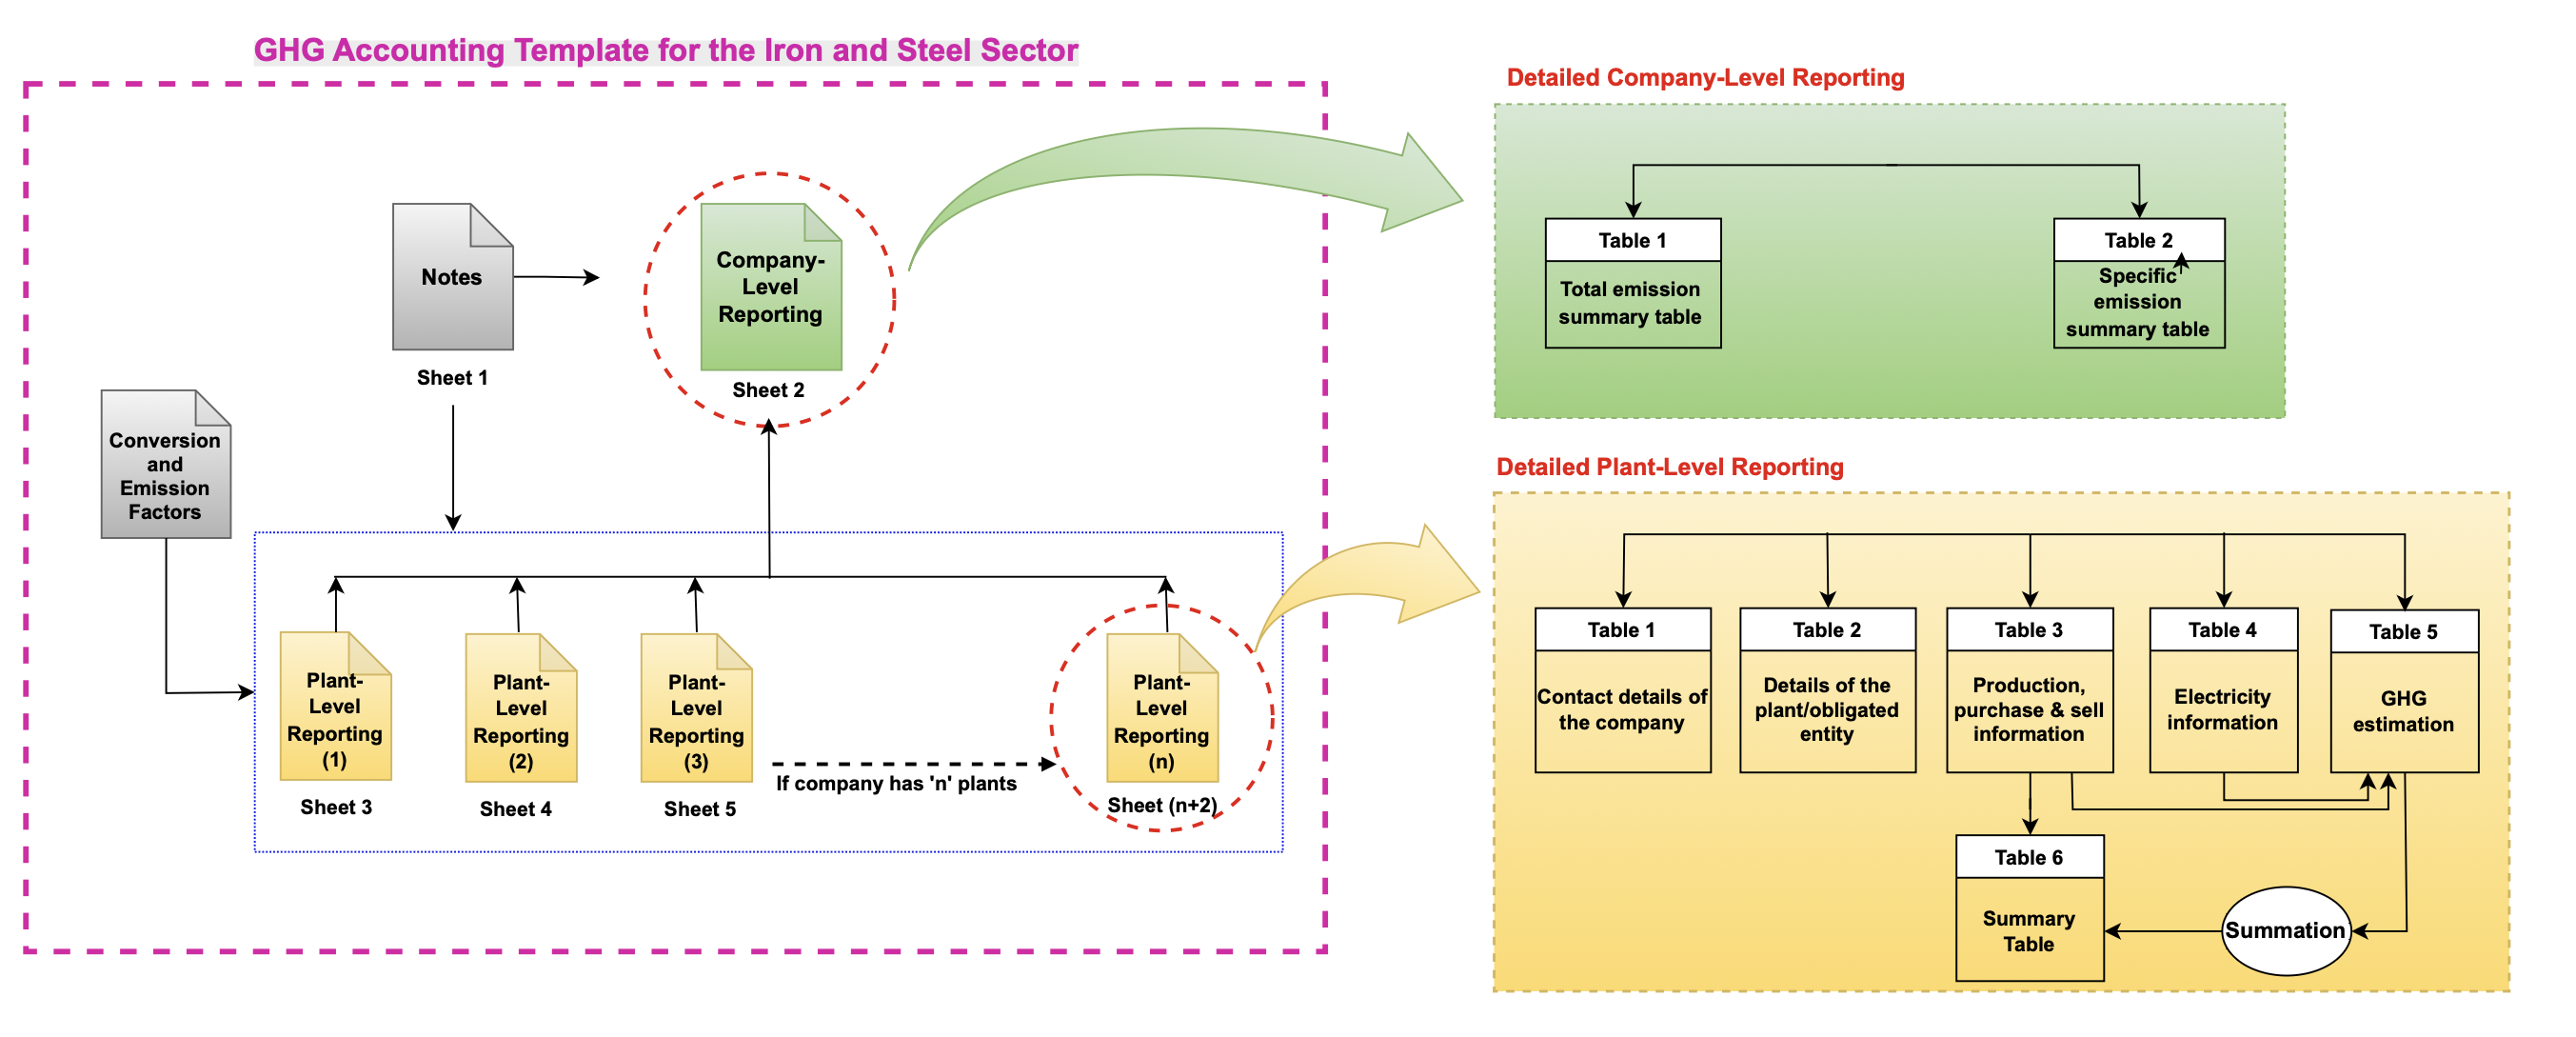 GHG Accounting Template for the Iron and Steel Sector
Notes
Sheet 1
Company-
Level
Reporting
Sheet 2
Conversion
and
Emission
Factors
Plant-
Level
Reporting
(1)
Sheet 3
Plant-
Level
Reporting
(2)
Sheet 4
Plant-
Level
Reporting
(3)
Sheet 5
If company has 'n' plants
Plant-
Level
Reporting
(n)
Sheet (n+2)
Detailed Company-Level Reporting
Table 1
Total emission
summary table
Table 2
Specific
emission
summary table
Detailed Plant-Level Reporting
Table 1
Contact details of
the company
Table 2
Details of the
plant/obligated
entity
Table 3
Production,
purchase & sell
information
Table 4
Electricity
information
Table 5
GHG
estimation
Table 6
Summary
Table
Summation